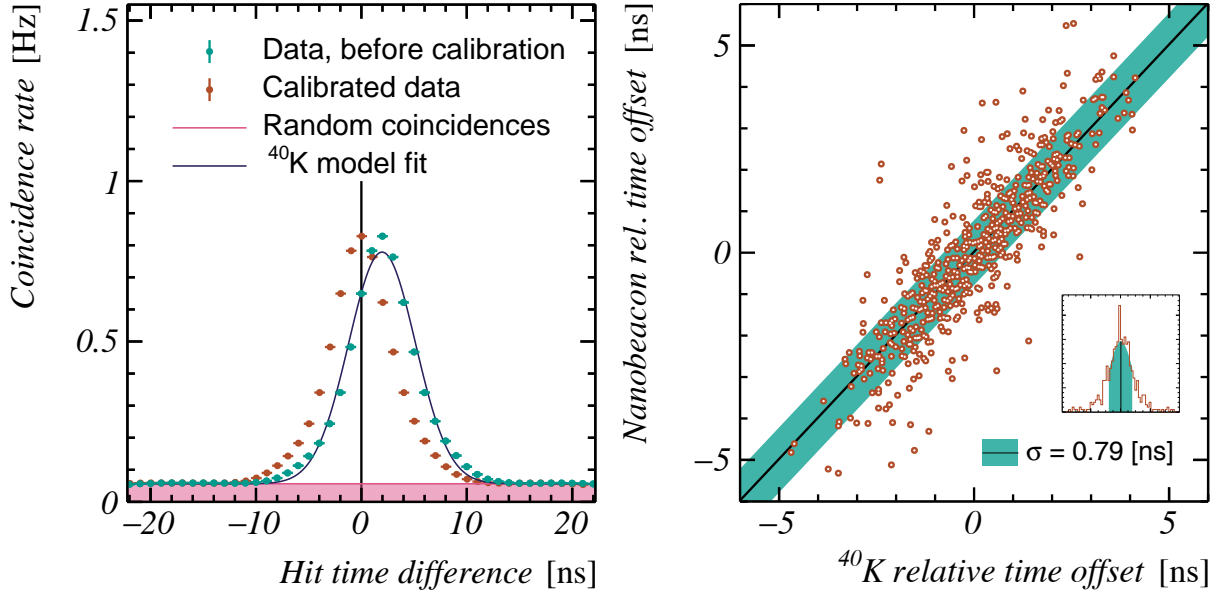 Coincidence rate [Hz]
1.5
1
0.5
0
Data, before calibration
Calibrated data
Random coincidences
⁴⁰K model fit
−20 −10 0 10 20
Hit time difference [ns]
Nanobeacon rel. time offset [ns]
5
0
−5
σ = 0.79 [ns]
−5 0 5
⁴⁰K relative time offset [ns]